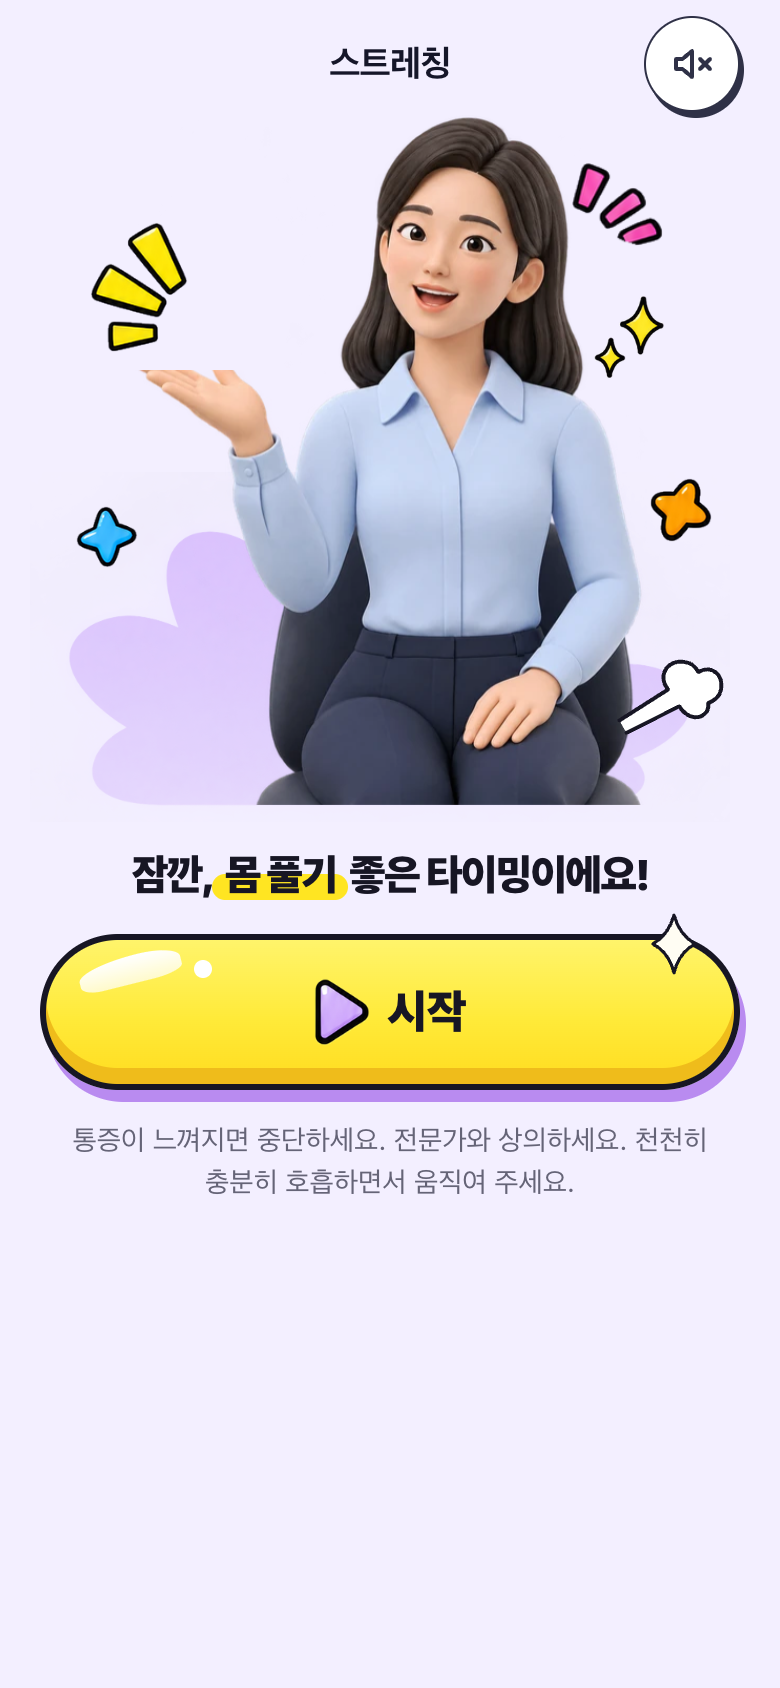 스트레칭
잠깐, 몸 풀기 좋은 타이밍이에요!
시작
통증이 느껴지면 중단하세요. 전문가와 상의하세요. 천천히
충분히 호흡하면서 움직여 주세요.